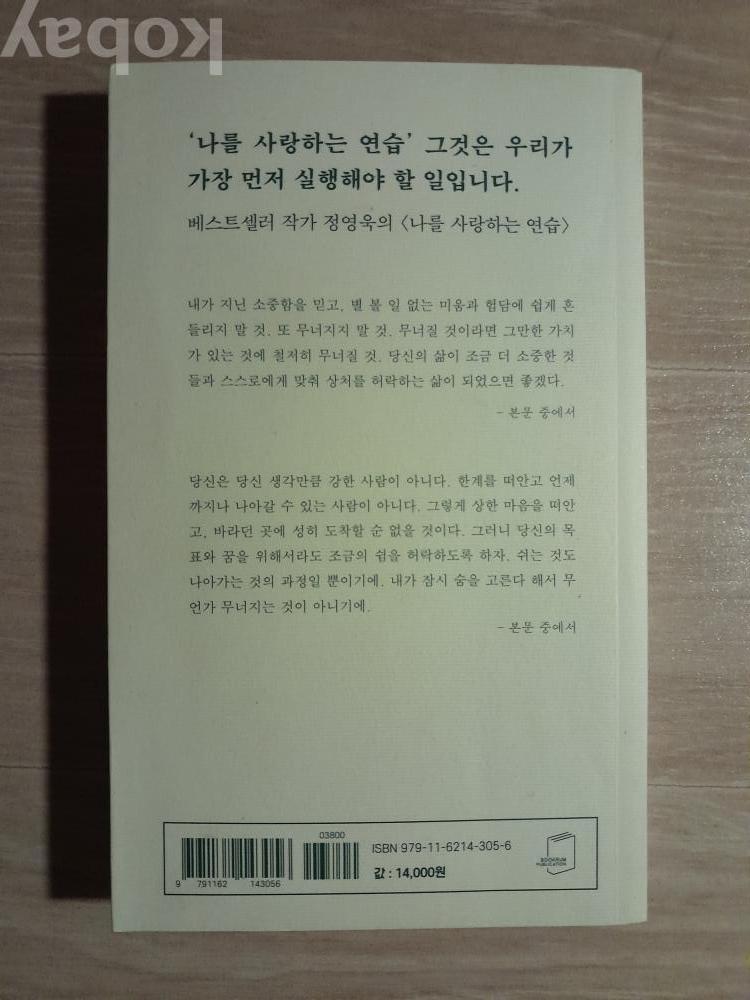 kobay
‘나를 사랑하는 연습’ 그것은 우리가
가장 먼저 실행해야 할 일입니다.
베스트셀러 작가 정영욱의 〈나를 사랑하는 연습〉
내가 지닌 소중함을 믿고, 별 볼 일 없는 미움과 험담에 쉽게 흔
들리지 말 것. 또 무너지지 말 것. 무너질 것이라면 그만한 가치
가 있는 것에 철저히 무너질 것. 당신의 삶이 조금 더 소중한 것
들과 스스로에게 맞춰 상처를 허락하는 삶이 되었으면 좋겠다.
- 본문 중에서
당신은 당신 생각만큼 강한 사람이 아니다. 한계를 떠안고 언제
까지나 나아갈 수 있는 사람이 아니다. 그렇게 상한 마음을 떠안
고, 바라던 곳에 성히 도착할 순 없을 것이다. 그러니 당신의 목
표와 꿈을 위해서라도 조금의 쉼을 허락하도록 하자. 쉬는 것도
나아가는 것의 과정일 뿐이기에. 내가 잠시 숨을 고른다 해서 무
언가 무너지는 것이 아니기에.
- 본문 중에서
03800
ISBN 979-11-6214-305-6
값 : 14,000원
9 791162 143056
BOOKRUM
PUBLICATION